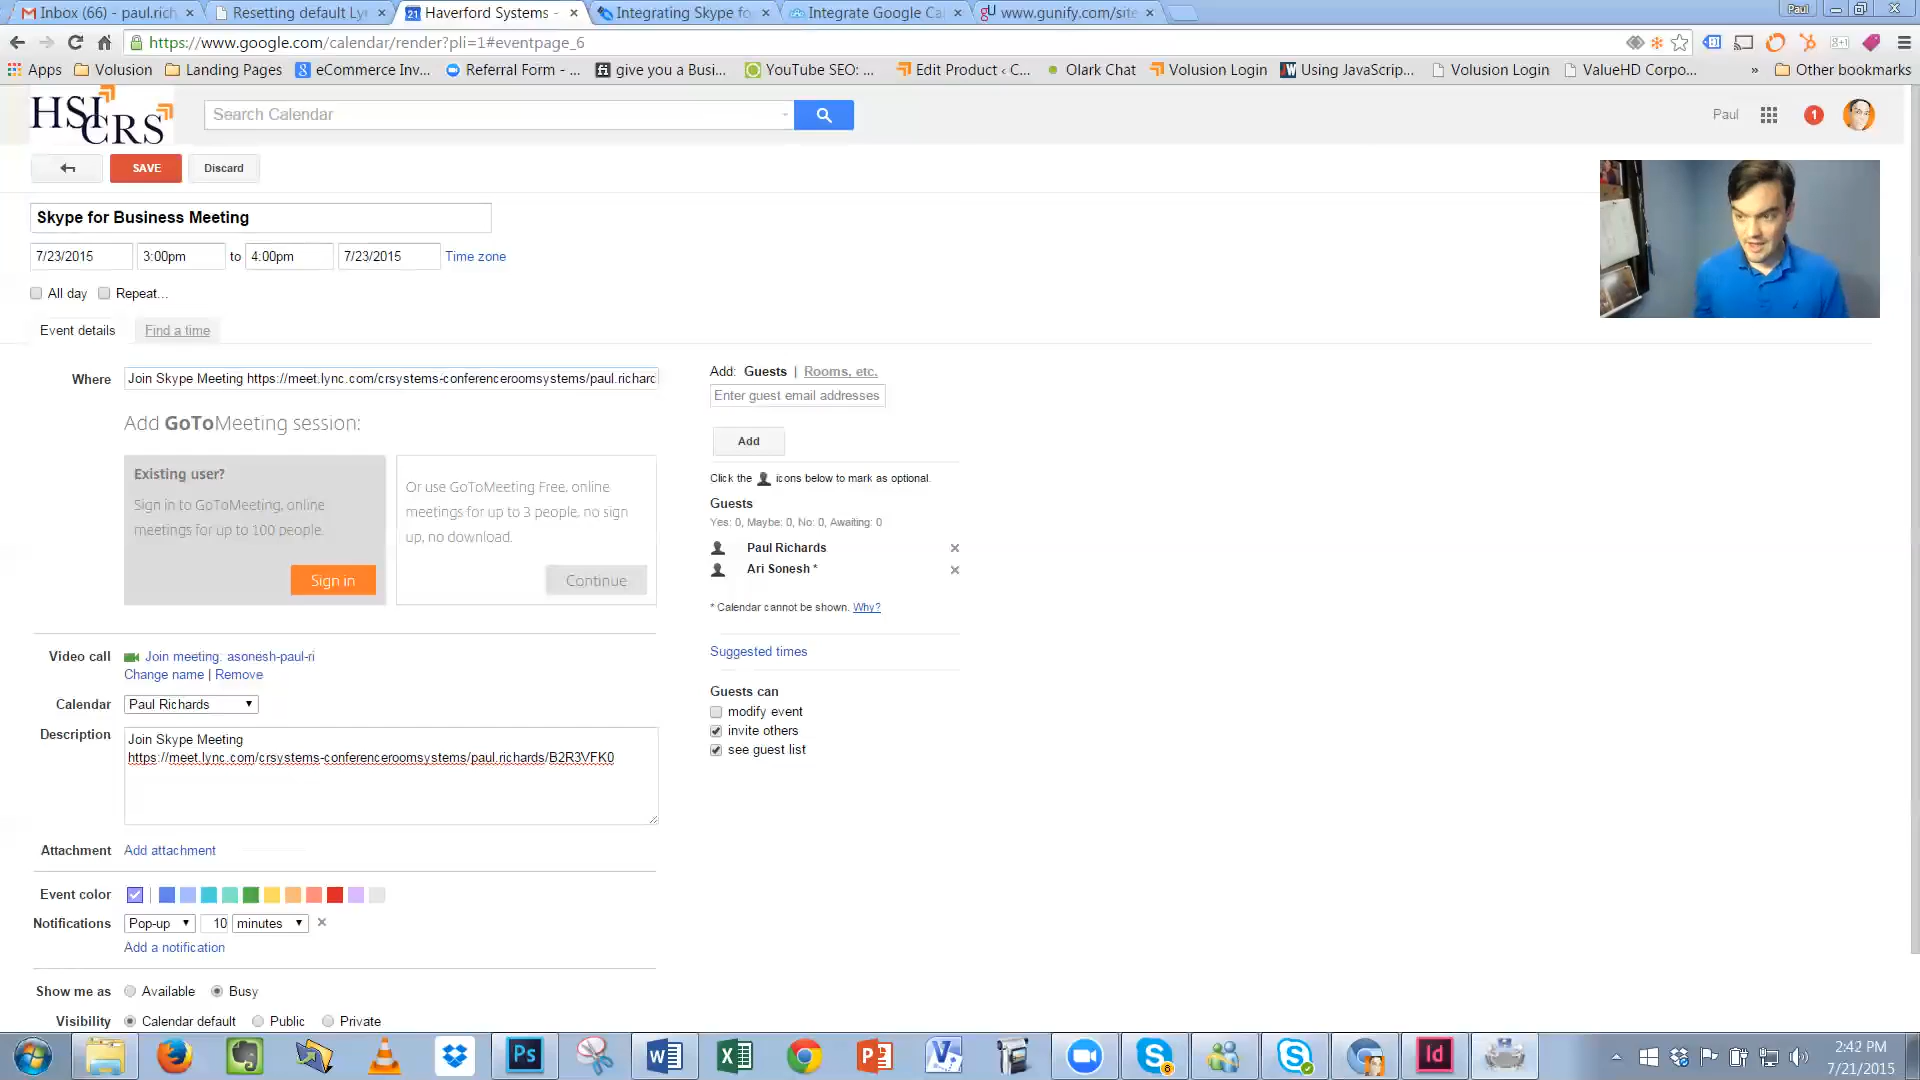 Inbox (66) - paul.rich
Resetting default Ly
Haverford Systems -
Integrating Skype fo
Integrate Google Ca
www.gunify.com/site
Paul
https://www.google.com/calendar/render?pli=1#eventpage_6
Apps
Volusion
Landing Pages
eCommerce Inv...
Referral Form - ...
give you a Busi...
YouTube SEO: ...
Edit Product ‹ C...
Olark Chat
Volusion Login
Using JavaScrip...
Volusion Login
ValueHD Corpo...
»
Other bookmarks
HSI
CRS
Search Calendar
Paul
1
SAVE
Discard
Skype for Business Meeting
7/23/2015 3:00pm to 4:00pm 7/23/2015 Time zone
All day Repeat...
Event details Find a time
Where Join Skype Meeting https://meet.lync.com/crsystems-conferenceroomsystems/paul.richarc
Add GoToMeeting session:
Existing user?
Sign in to GoToMeeting, online
meetings for up to 100 people.
Sign in
Or use GoToMeeting Free, online
meetings for up to 3 people, no sign
up, no download.
Continue
Video call Join meeting: asonesh-paul-ri
Change name | Remove
Calendar Paul Richards
Description Join Skype Meeting
https://meet.lync.com/crsystems-conferenceroomsystems/paul.richards/B2R3VFK0
Attachment Add attachment
Event color
Notifications Pop-up 10 minutes
Add a notification
Show me as Available Busy
Visibility Calendar default Public Private
Add: Guests | Rooms, etc.
Enter guest email addresses
Add
Click the icons below to mark as optional.
Guests
Yes: 0, Maybe: 0, No: 0, Awaiting: 0
Paul Richards
Ari Sonesh *
* Calendar cannot be shown. Why?
Suggested times
Guests can
modify event
invite others
see guest list
2:42 PM
7/21/2015